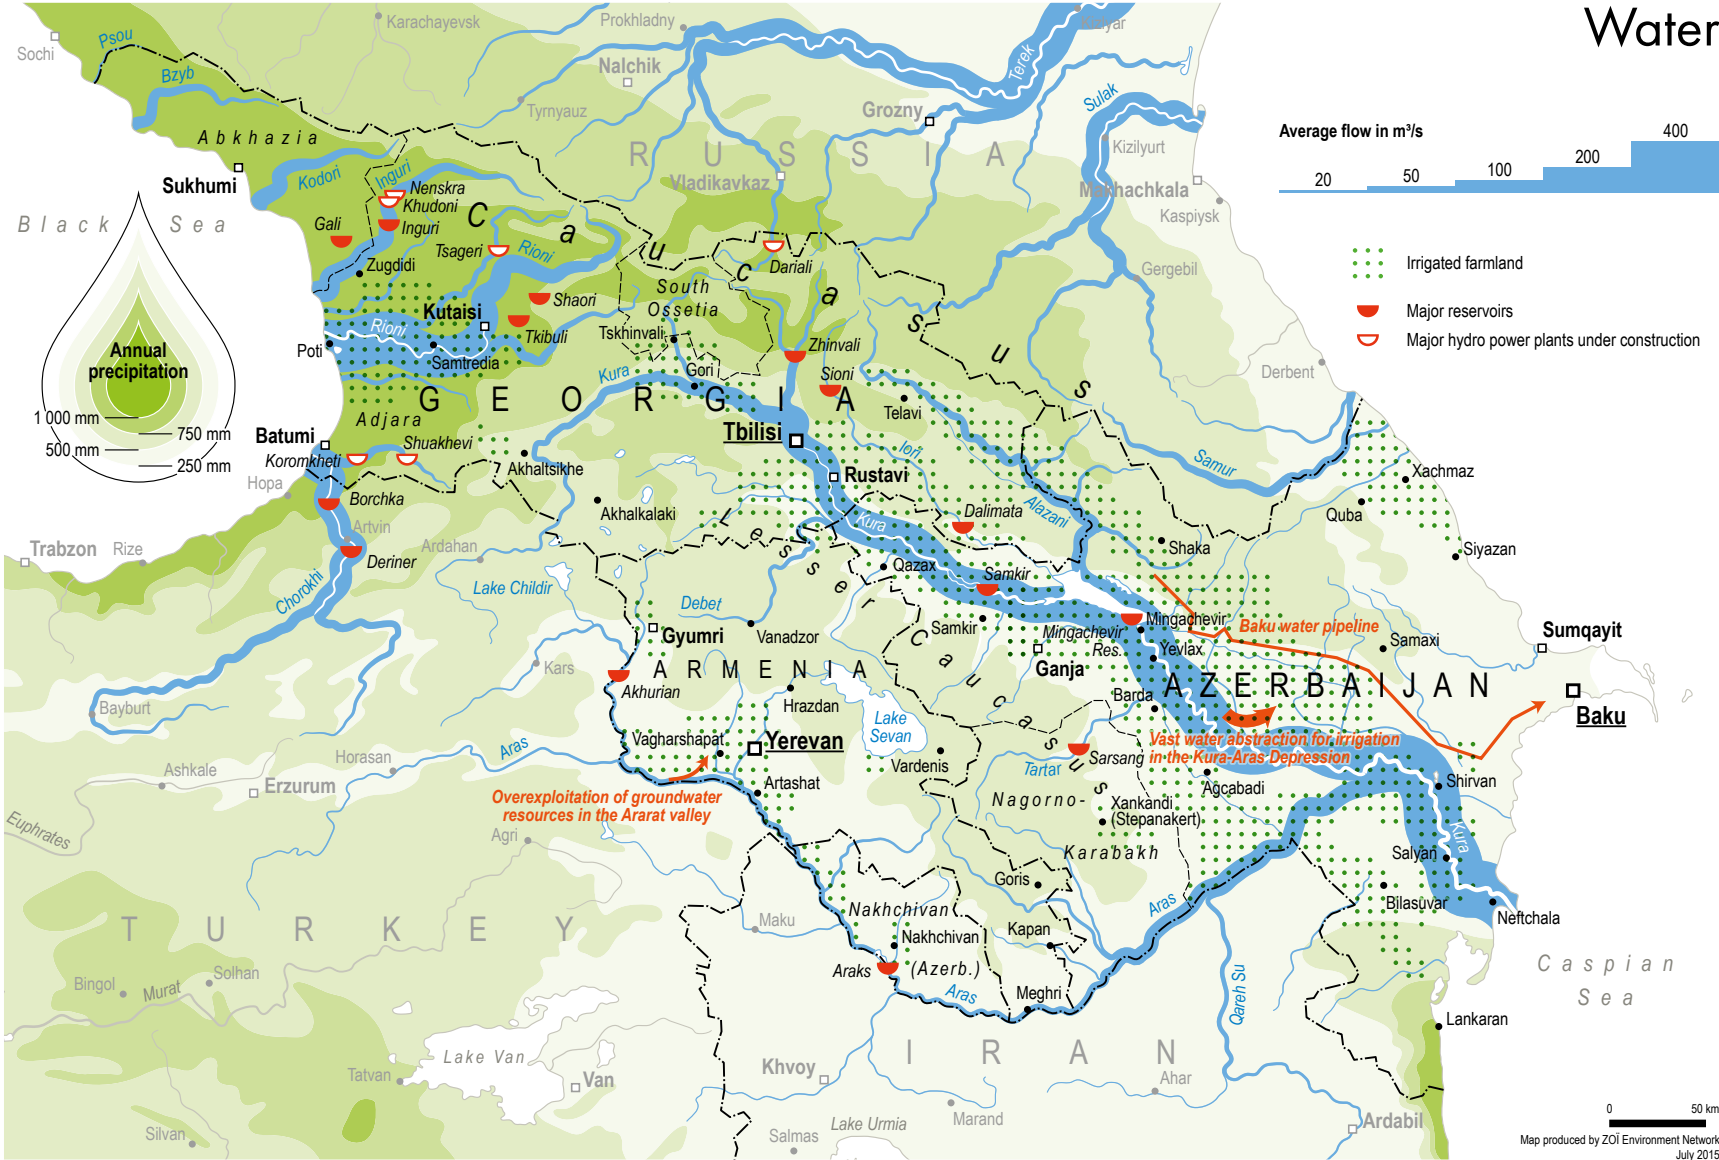 Water
Karachayevsk
Prokhladny
Sochi
Psou
Bzyb
Nalchik
Tyrnyauz
Terek
Grozny
Sulak
Kizilyurt
Average flow in m³/s
20
50
100
200
400
Abkhazia
RUSSIA
Sukhumi
Kodori
Inguri
Nenskra
Khudoni
Vladikavkaz
Makhachkala
Kaspiysk
Black Sea
Gali
Inguri
Caucasus
Tsageri
Rioni
Zugdidi
Dariali
Gergebil
Irrigated farmland
South
Ossetia
Shaori
Major reservoirs
Major hydro power plants under construction
Kutaisi
Rioni
Tkibuli
Tskhinvali
Zhinvali
Poti
Samtredia
Annual
precipitation
1 000 mm
750 mm
500 mm
250 mm
Kura
Gori
Sioni
Derbent
GEORGIA
Telavi
Adjara
Batumi
Shuakhevi
Koromkheti
Tbilisi
Iori
Samur
Akhaltsikhe
Xachmaz
Hopa
Borchka
Rustavi
Akhalkalaki
Alazani
Quba
Dalimata
Kura
Artvin
Trabzon
Rize
Ardahan
Deriner
Lesser Caucasus
Shaka
Siyazan
Qazax
Samkir
Lake Childir
Chorokhi
Debet
Gyumri
Vanadzor
Samkir
Mingachevir
Res.
Mingachevir
Baku water pipeline
Samaxi
Sumqayit
Yevlax
Ganja
Kars
ARMENIA
Akhurian
Hrazdan
Barda
AZERBAIJAN
Baku
Bayburt
Lake
Sevan
Aras
Vagharshapat
Yerevan
Vardenis
Tartar
Sarsang
Vast water abstraction for irrigation
in the Kura-Aras Depression
Horasan
Ashkale
Erzurum
Artashat
Overexploitation of groundwater
resources in the Ararat valley
Agcabadi
Shirvan
Nagorno-
Karabakh
Xankandi
(Stepanakert)
Kura
Euphrates
Agri
Salyan
Goris
Aras
Bilasuvar
Neftchala
TURKEY
Maku
Nakhchivan
Nakhchivan
(Azerb.)
Kapan
Araks
Aras
Meghri
Qareh Su
Caspian
Sea
Bingol
Murat
Solhan
Lankaran
Lake Van
IRAN
Tatvan
Van
Khvoy
Ahar
Marand
Ardabil
Silvan
Salmas
Lake Urmia
0
50 km
Map produced by ZOÏ Environment Network
July 2015